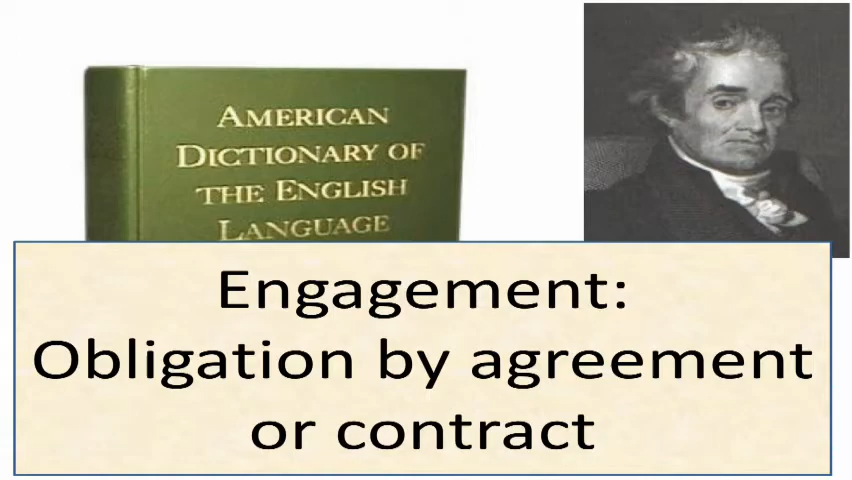 AMERICAN
DICTIONARY OF
THE ENGLISH
LANGUAGE
Engagement:
Obligation by agreement
or contract